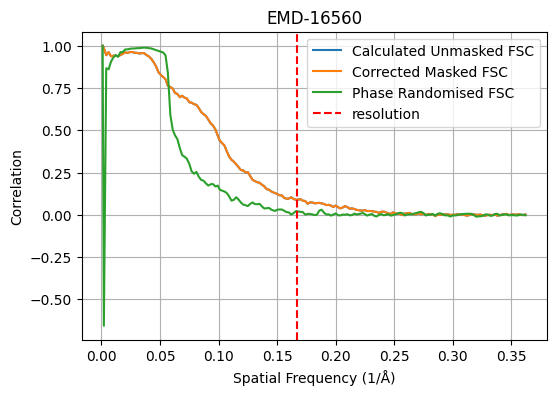 EMD-16560
Calculated Unmasked FSC
Corrected Masked FSC
Phase Randomised FSC
resolution
Correlation
1.00
0.75
0.50
0.25
0.00
−0.25
−0.50
0.00 0.05 0.10 0.15 0.20 0.25 0.30 0.35
Spatial Frequency (1/Å)